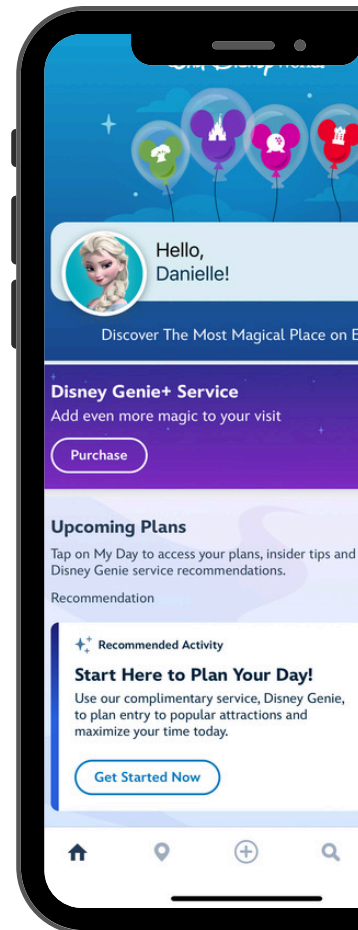 Hello,
Danielle!
Discover The Most Magical Place on E
Disney Genie+ Service
Add even more magic to your visit
Purchase
Upcoming Plans
Tap on My Day to access your plans, insider tips and
Disney Genie service recommendations.
Recommendation
Recommended Activity
Start Here to Plan Your Day!
Use our complimentary service, Disney Genie,
to plan entry to popular attractions and
maximize your time today.
Get Started Now